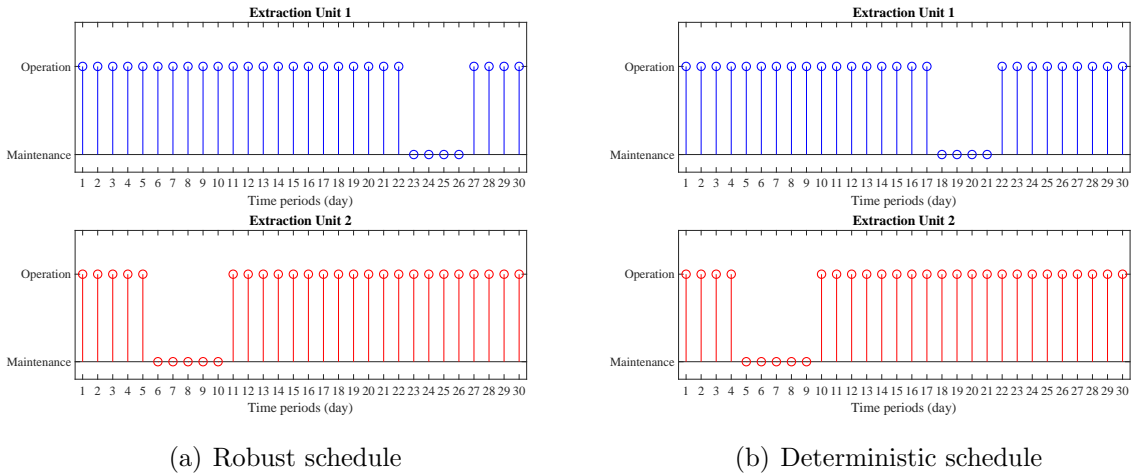 Extraction Unit 1
Operation
Maintenance
1 2 3 4 5 6 7 8 9 10 11 12 13 14 15 16 17 18 19 20 21 22 23 24 25 26 27 28 29 30
Time periods (day)
Extraction Unit 2
Operation
Maintenance
1 2 3 4 5 6 7 8 9 10 11 12 13 14 15 16 17 18 19 20 21 22 23 24 25 26 27 28 29 30
Time periods (day)
(a) Robust schedule
Extraction Unit 1
Operation
Maintenance
1 2 3 4 5 6 7 8 9 10 11 12 13 14 15 16 17 18 19 20 21 22 23 24 25 26 27 28 29 30
Time periods (day)
Extraction Unit 2
Operation
Maintenance
1 2 3 4 5 6 7 8 9 10 11 12 13 14 15 16 17 18 19 20 21 22 23 24 25 26 27 28 29 30
Time periods (day)
(b) Deterministic schedule